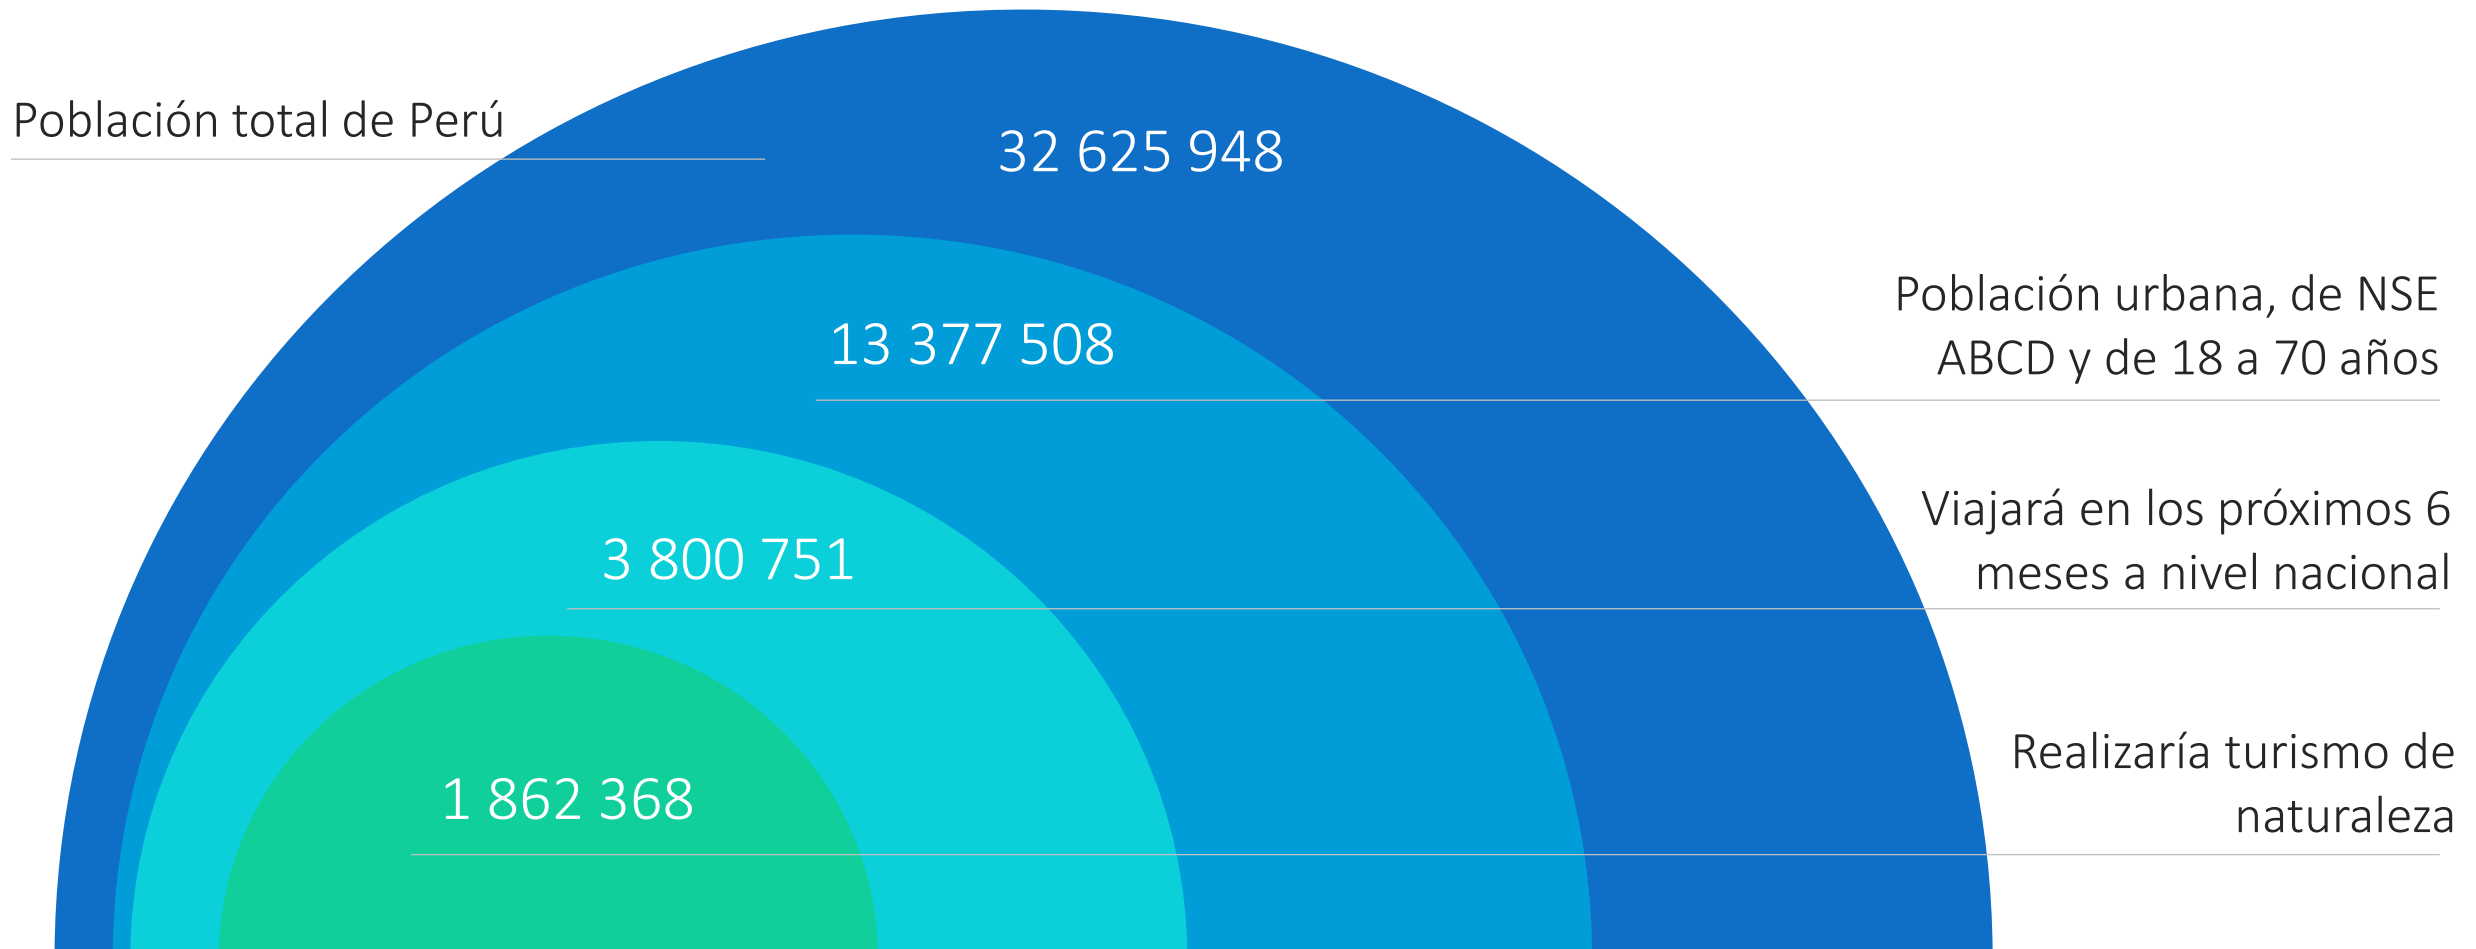 Población total de Perú
32 625 948
Población urbana, de NSE
ABCD y de 18 a 70 años
13 377 508
Viajará en los próximos 6
meses a nivel nacional
3 800 751
Realizaría turismo de
naturaleza
1 862 368